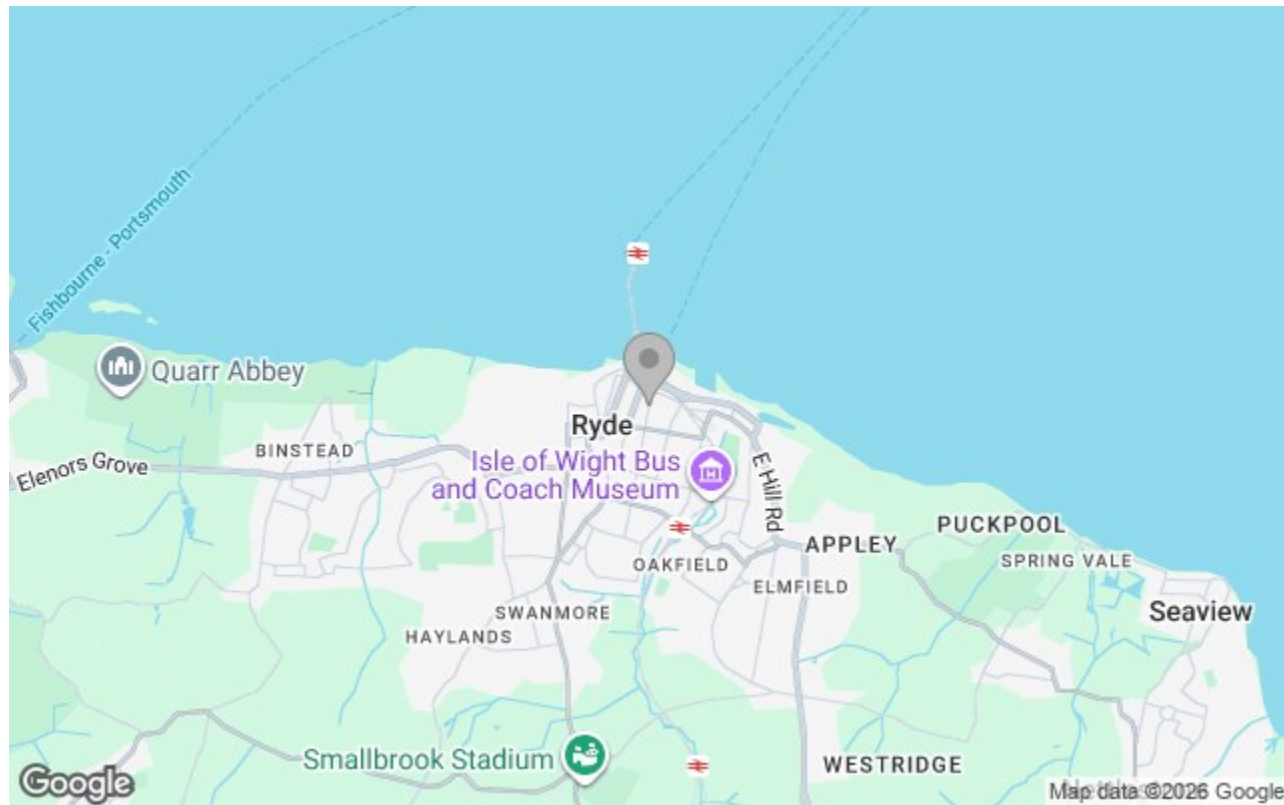 Fishbourne - Portsmouth
Quarr Abbey
Ryde
BINSTEAD
Elenors Grove
Isle of Wight Bus
and Coach Museum
E Hill Rd
PUCKPOOL
APPLEY
SPRING VALE
OAKFIELD
ELMFIELD
Seaview
SWANMORE
HAYLANDS
Smallbrook Stadium
WESTRIDGE
Google
Map data ©2026 Google